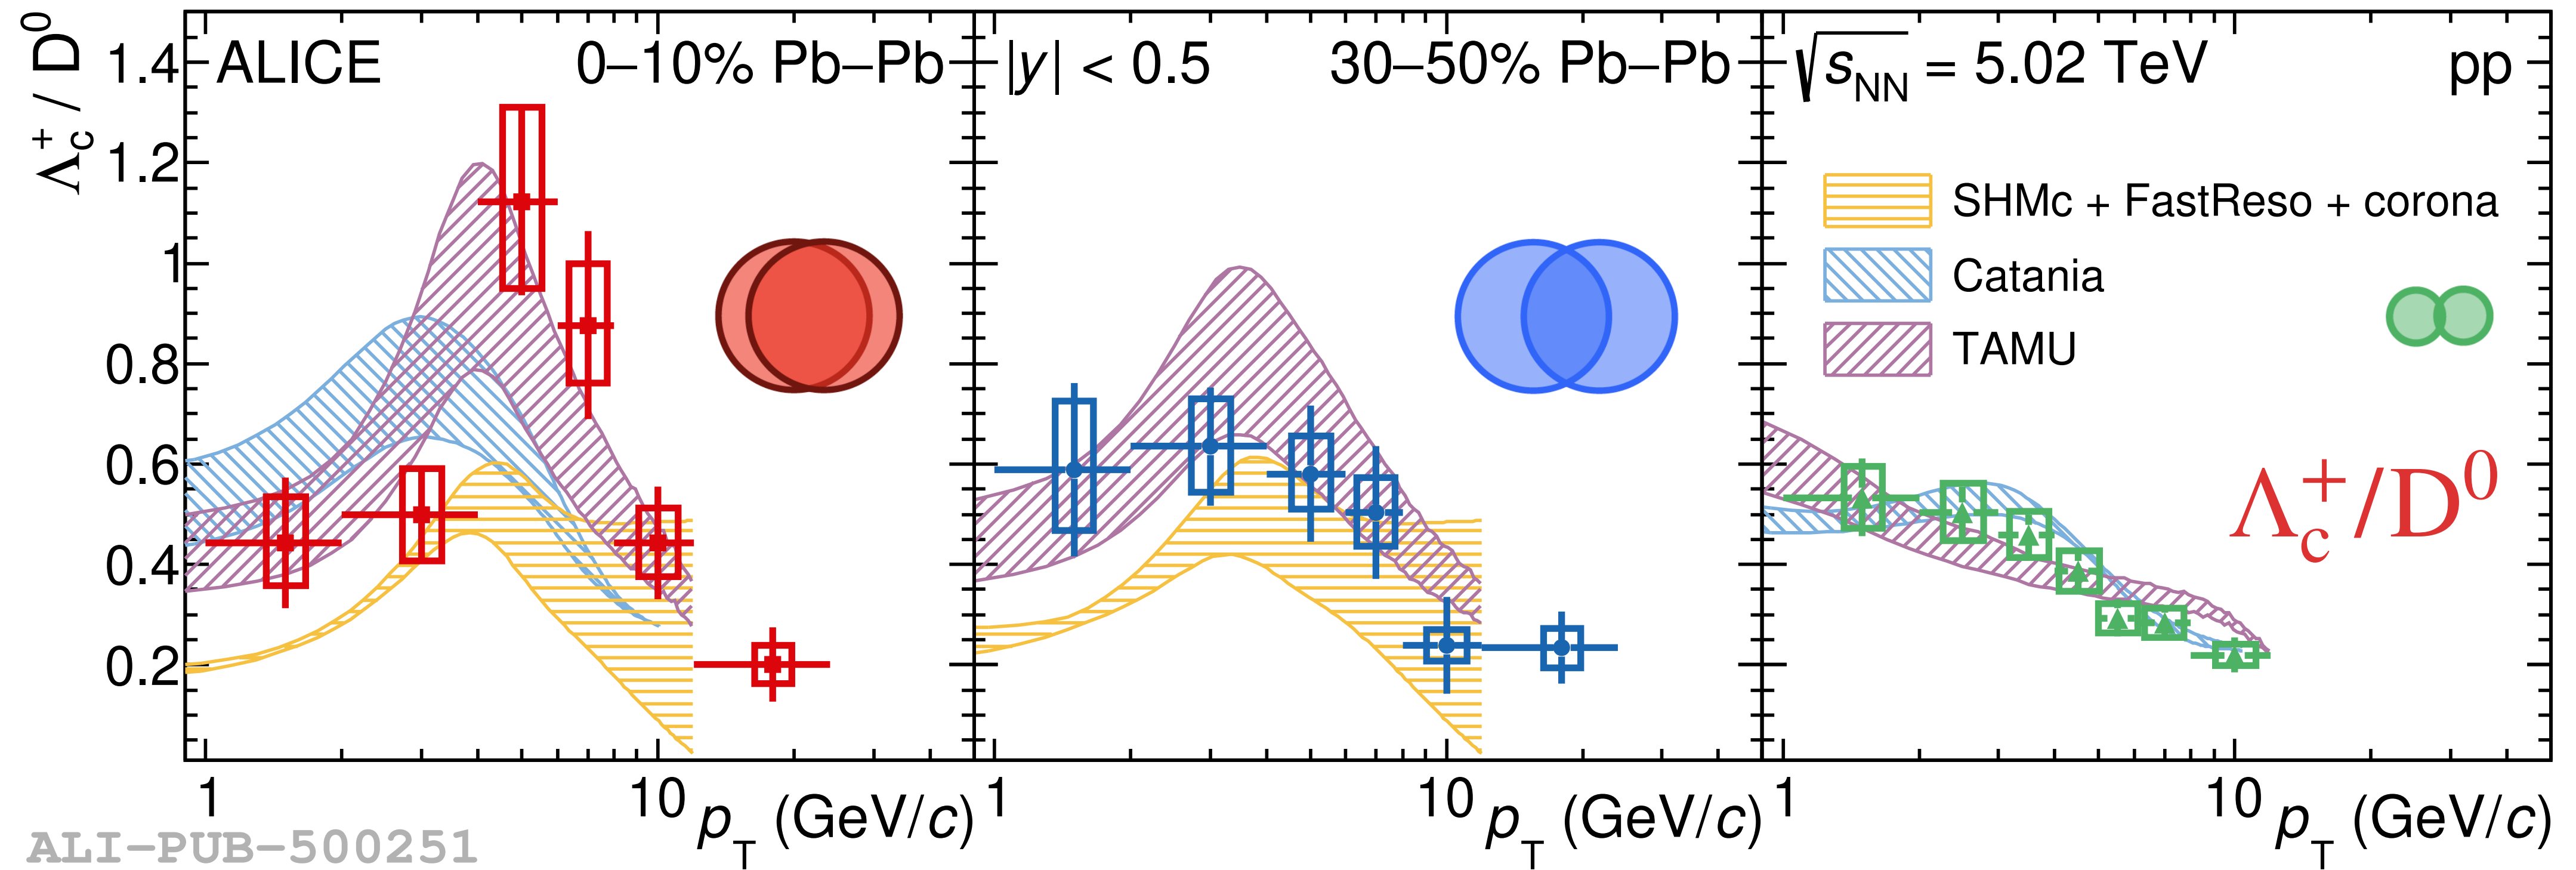 Λc+ / D0
1.4
1.2
1
0.8
0.6
0.4
0.2
ALICE
0–10% Pb–Pb
|y| < 0.5
30–50% Pb–Pb
√sNN = 5.02 TeV
pp
SHMc + FastReso + corona
Catania
TAMU
Λc+/D0
1
10
pT (GeV/c)
1
10
pT (GeV/c)
1
10
pT (GeV/c)
ALI-PUB-500251